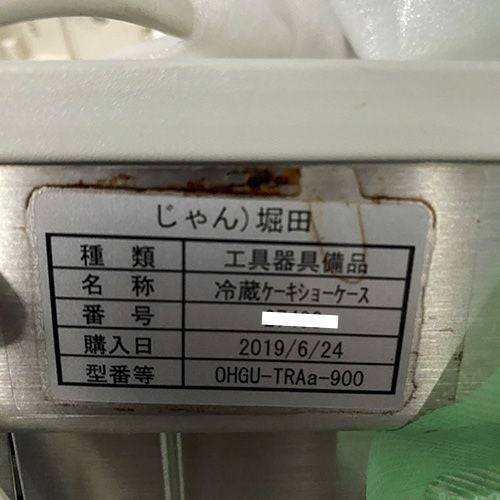 じゃん）堀田
種 類 工具器具備品
名 称 冷蔵ケーキショーケース
番 号
購入日 2019/6/24
型番等 OHGU-TRAa-900